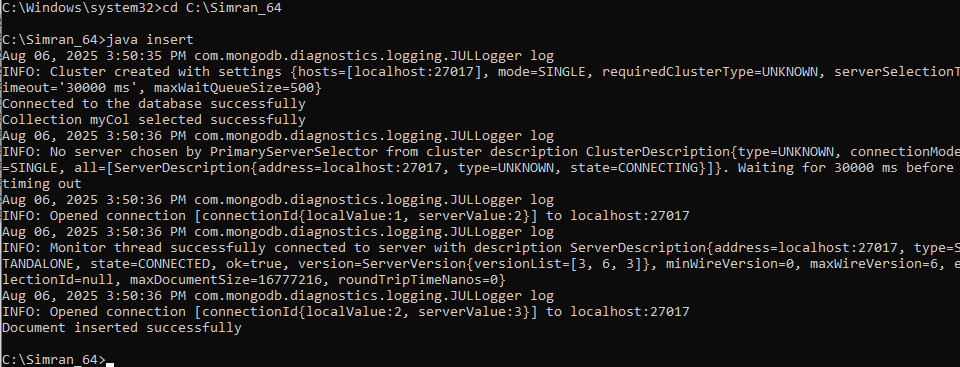 C:\Windows\system32>cd C:\Simran_64
C:\Simran_64>java insert
Aug 06, 2025 3:50:35 PM com.mongodb.diagnostics.logging.JULLogger log
INFO: Cluster created with settings {hosts=[localhost:27017], mode=SINGLE, requiredClusterType=UNKNOWN, serverSelectionT
imeout='30000 ms', maxWaitQueueSize=500}
Connected to the database successfully
Collection myCol selected successfully
Aug 06, 2025 3:50:36 PM com.mongodb.diagnostics.logging.JULLogger log
INFO: No server chosen by PrimaryServerSelector from cluster description ClusterDescription{type=UNKNOWN, connectionMode
=SINGLE, all=[ServerDescription{address=localhost:27017, type=UNKNOWN, state=CONNECTING}]}. Waiting for 30000 ms before
timing out
Aug 06, 2025 3:50:36 PM com.mongodb.diagnostics.logging.JULLogger log
INFO: Opened connection [connectionId{localValue:1, serverValue:2}] to localhost:27017
Aug 06, 2025 3:50:36 PM com.mongodb.diagnostics.logging.JULLogger log
INFO: Monitor thread successfully connected to server with description ServerDescription{address=localhost:27017, type=S
TANDALONE, state=CONNECTED, ok=true, version=ServerVersion{versionList=[3, 6, 3]}, minWireVersion=0, maxWireVersion=6, e
lectionId=null, maxDocumentSize=16777216, roundTripTimeNanos=0}
Aug 06, 2025 3:50:36 PM com.mongodb.diagnostics.logging.JULLogger log
INFO: Opened connection [connectionId{localValue:2, serverValue:3}] to localhost:27017
Document inserted successfully
C:\Simran_64>